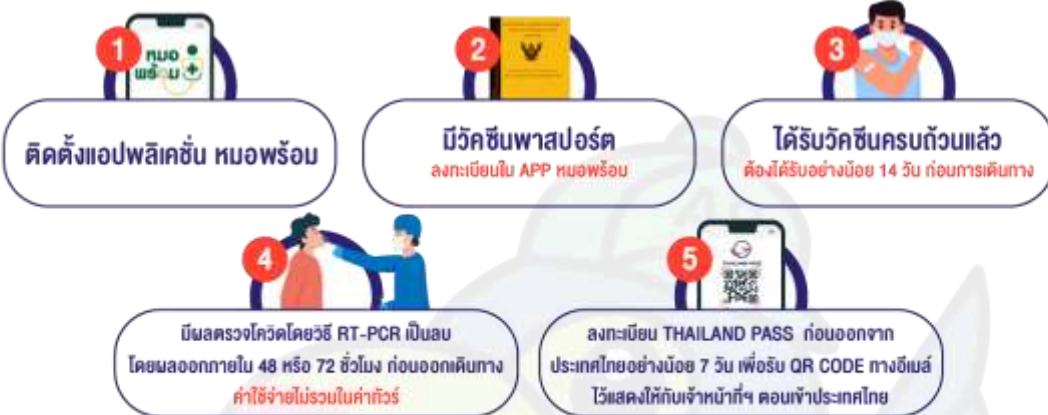 1
หมอ
พร้อม
ติดตั้งแอปพลิเคชั่น หมอพร้อม
2
มีวัคซีนพาสปอร์ต
ลงทะเบียนใน APP หมอพร้อม
3
ได้รับวัคซีนครบถ้วนแล้ว
ต้องได้รับอย่างน้อย 14 วัน ก่อนการเดินทาง
4
มีผลตรวจโควิดโดยวิธี RT-PCR เป็นลบ
โดยผลออกภายใน 48 หรือ 72 ชั่วโมง ก่อนออกเดินทาง
ค่าใช้จ่ายไม่รวมในค่าทัวร์
5
ลงทะเบียน THAILAND PASS ก่อนออกจาก
ประเทศไทยอย่างน้อย 7 วัน เพื่อรับ QR CODE ทางอีเมล์
ไว้แสดงให้กับเจ้าหน้าที่ฯ ตอนเข้าประเทศไทย